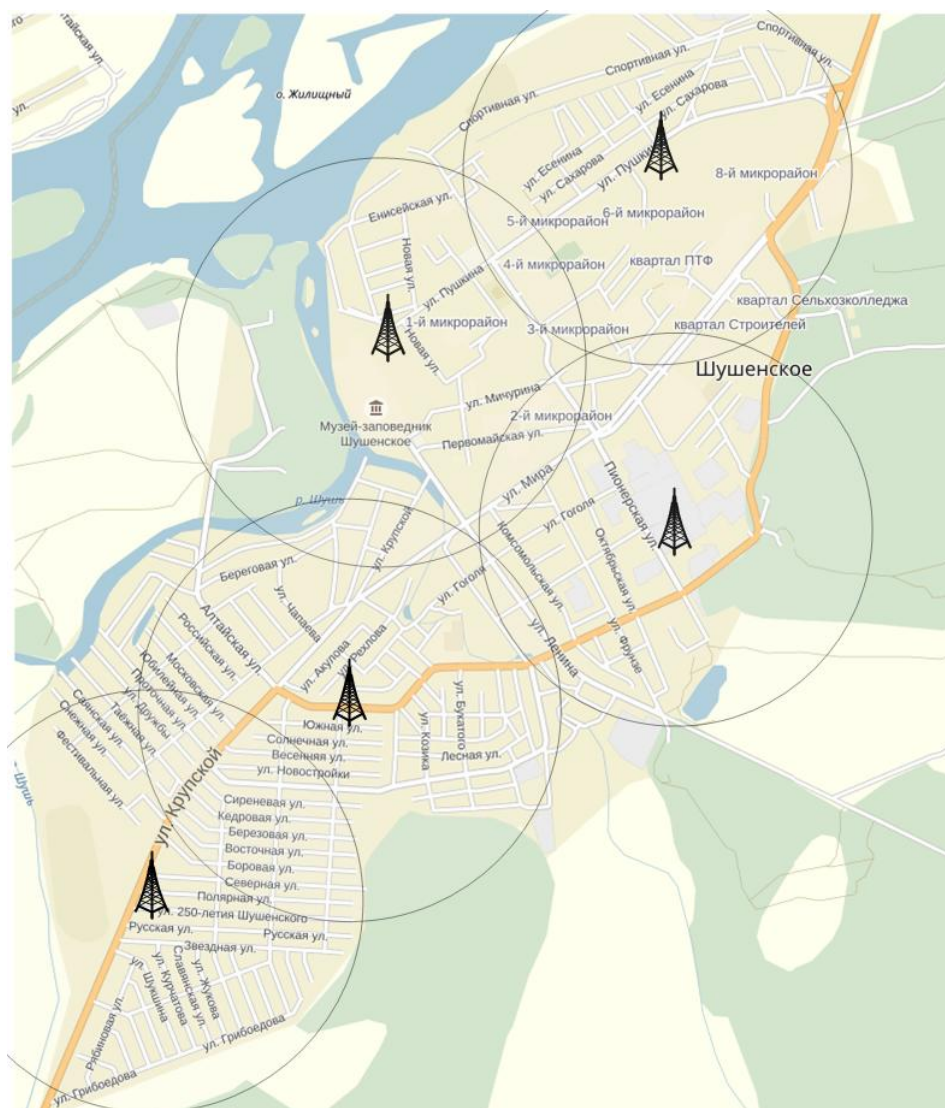 Алтайская ул.
ул.
о. Жилищный
Спортивная ул.
Спортивная ул.
Спортивная ул.
ул. Есенина
ул. Сахарова
ул. Есенина
ул. Сахарова
ул. Пушкина
8-й микрорайон
Енисейская ул.
5-й микрорайон
6-й микрорайон
Новая ул.
ул. Пушкина
4-й микрорайон
квартал ПТФ
квартал Сельхозколледжа
1-й микрорайон
3-й микрорайон
квартал Строителей
Новая ул.
Шушенское
ул. Мичурина
Музей-заповедник
Шушенское
2-й микрорайон
Первомайская ул.
р. Шушь
ул. Мира
Пионерская ул.
ул. Гоголя
ул. Крупской
Комсомольская ул.
Октябрьская ул.
Береговая ул.
ул. Гоголя
ул. Чапаева
Алтайская ул.
Российская ул.
ул. Акулова
ул. Рехлова
ул. Ленина
ул. Фрунзе
Московская ул.
Юбилейная ул.
Проточная ул.
ул. Дружбы
Таёжная ул.
Саянская ул.
Снежная ул.
Фестивальная ул.
ул. Букатого
ул. Козика
Лесная ул.
Южная ул.
Солнечная ул.
Весенняя ул.
ул. Новостройки
р. Шушь
ул. Крупской
Сиреневая ул.
Кедровая ул.
Березовая ул.
Восточная ул.
Боровая ул.
Северная ул.
Полярная ул.
ул. 250-летия Шушенского
Русская ул.
Русская ул.
Звездная ул.
ул. Шукшина
ул. Курчатова
Славянская ул.
ул. Жукова
Рябиновая ул.
ул. Грибоедова
ул. Грибоедова